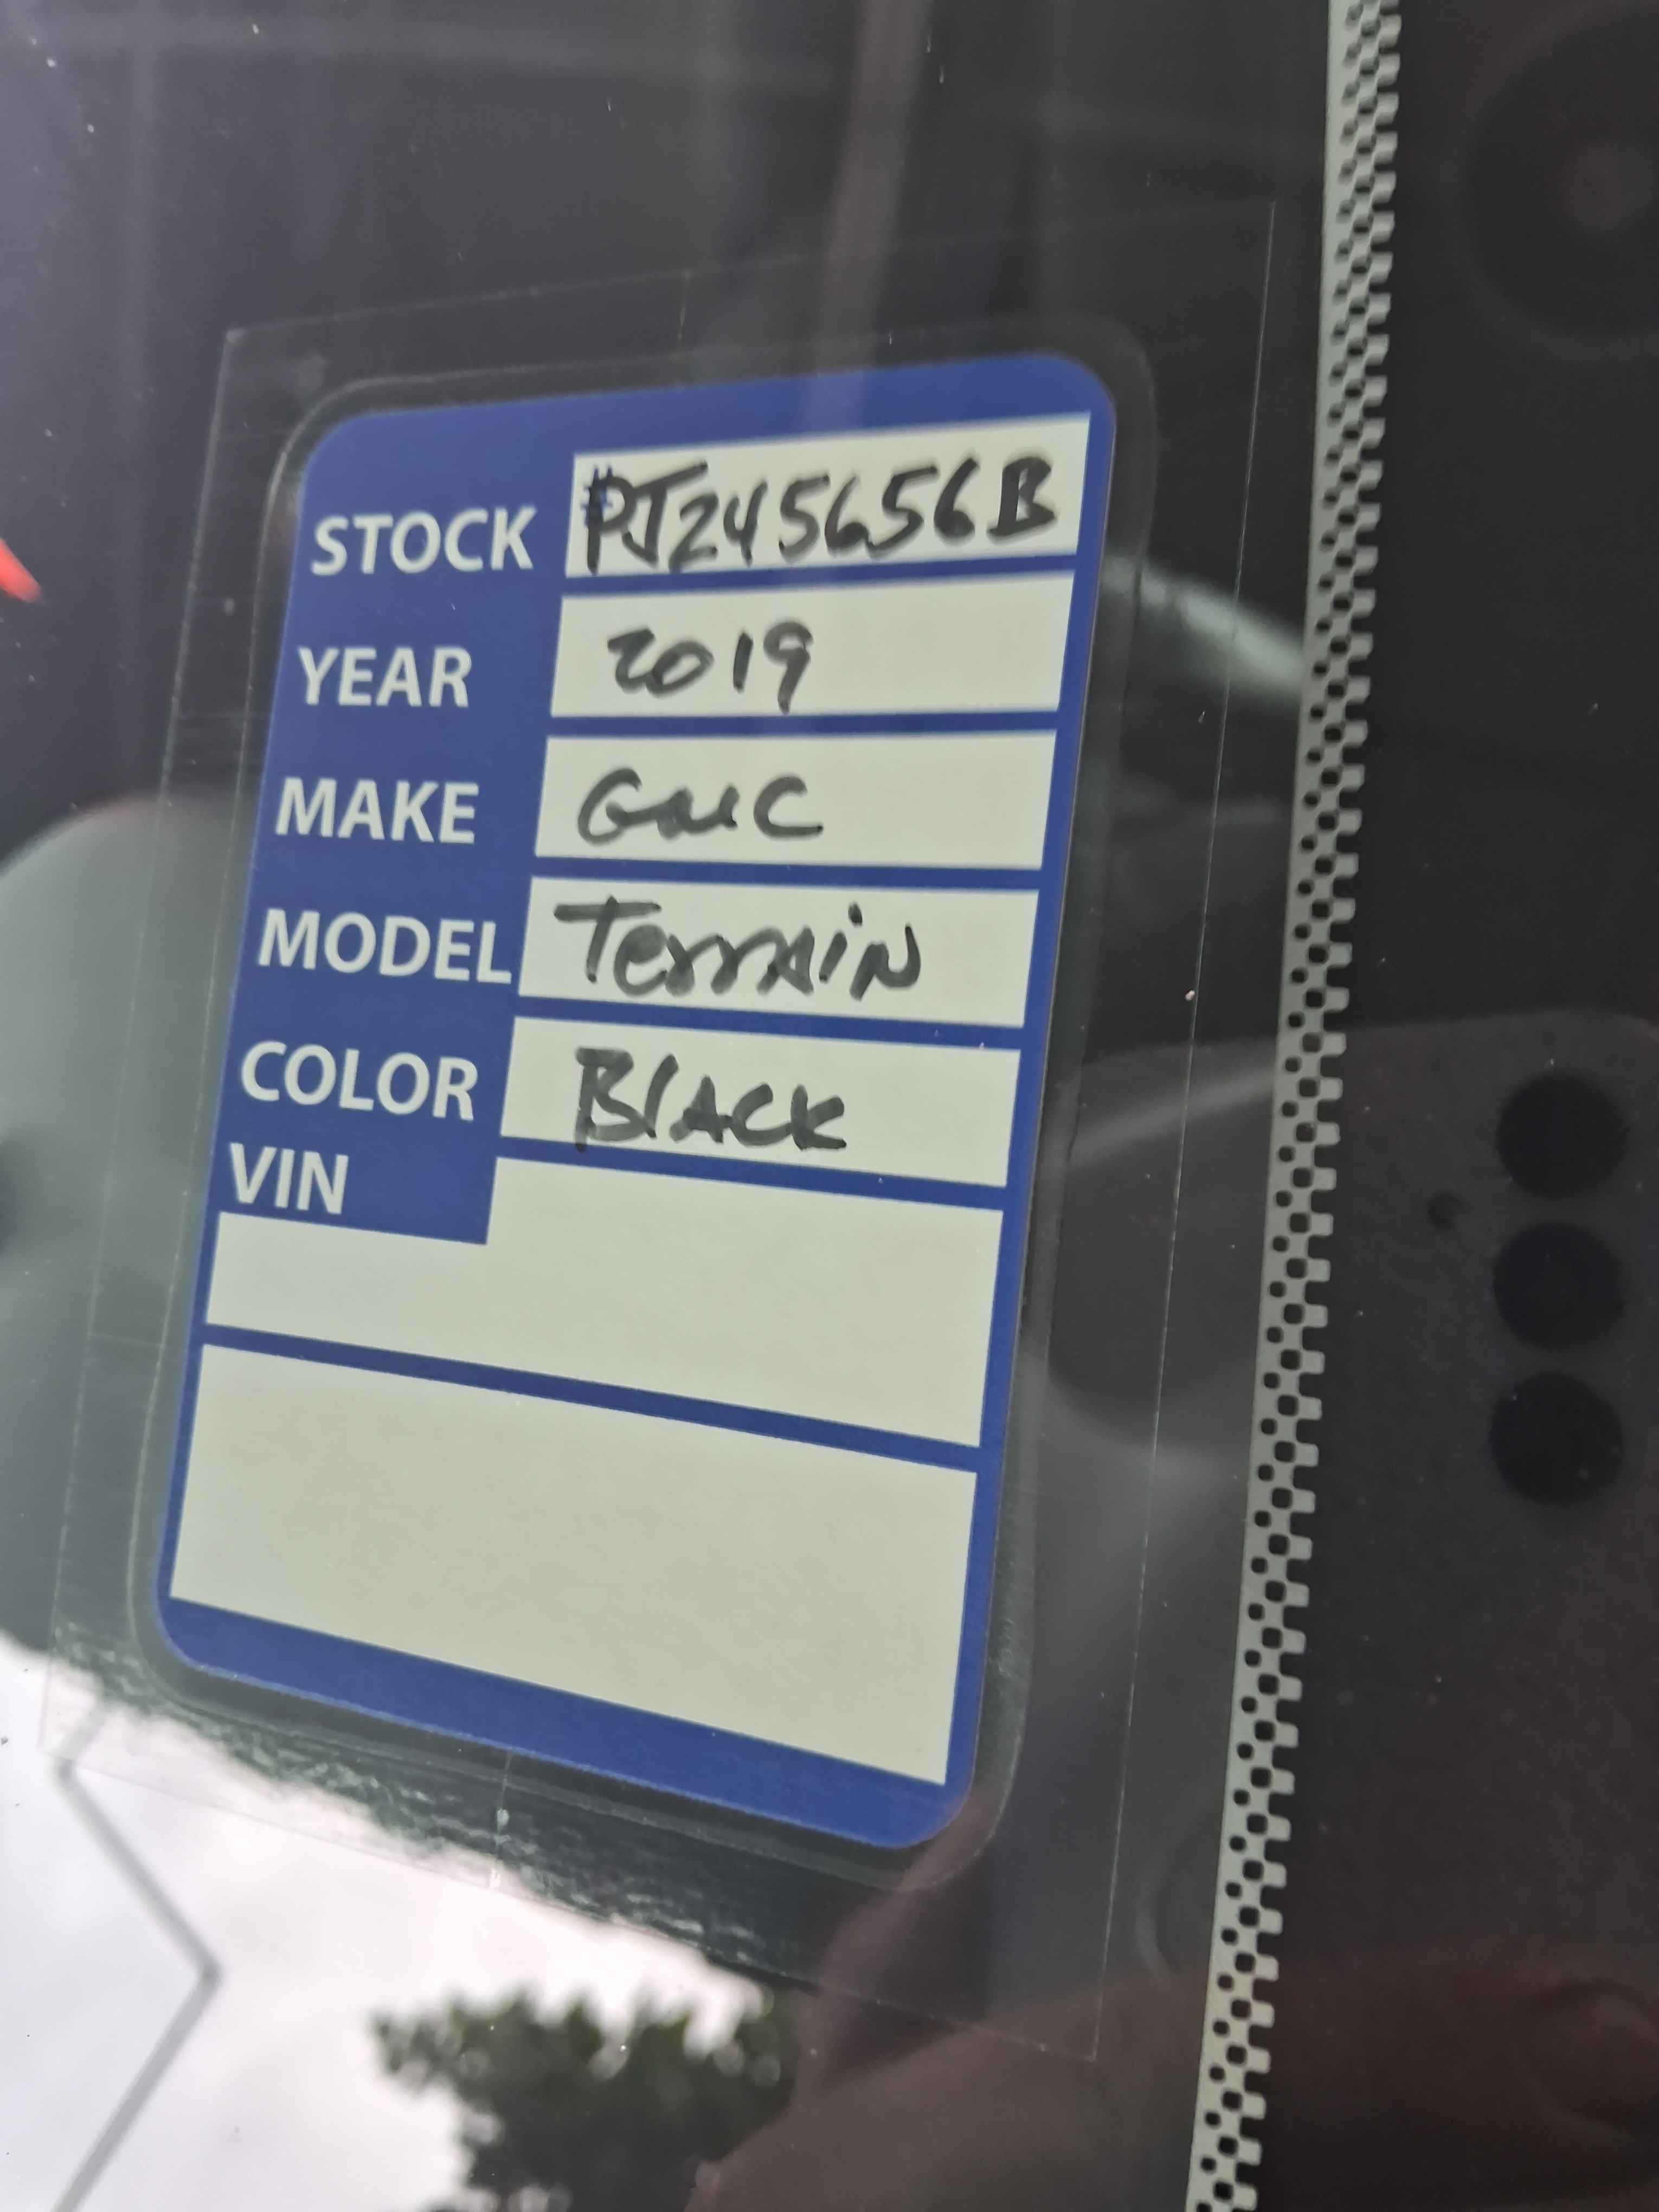 STOCK #PJ245656B
YEAR 2019
MAKE GMC
MODEL TerrAiN
COLOR BlACK
VIN